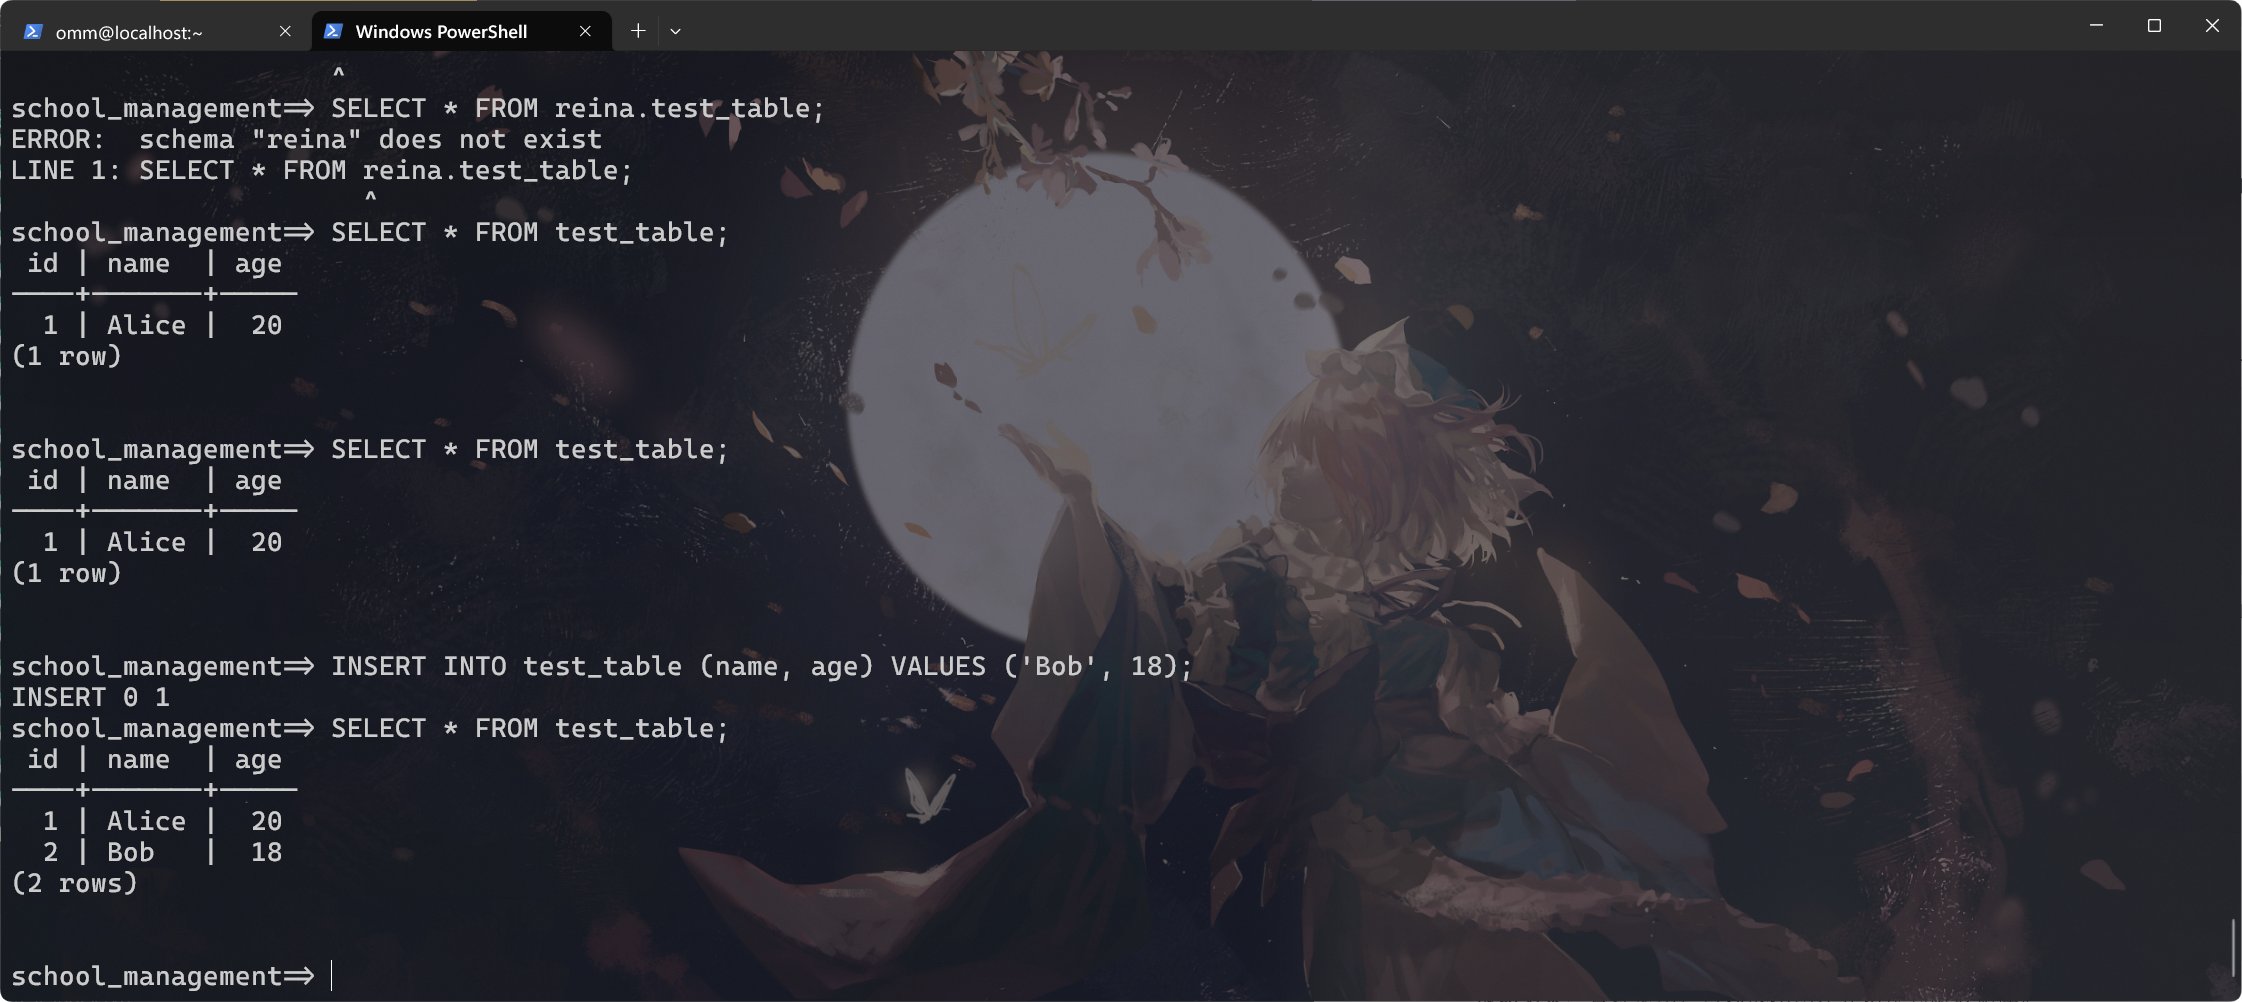 omm@localhost:~
Windows PowerShell
^
school_management=> SELECT * FROM reina.test_table;
ERROR:  schema "reina" does not exist
LINE 1: SELECT * FROM reina.test_table;
^
school_management=> SELECT * FROM test_table;
 id | name  | age
----+-------+-----
  1 | Alice |  20
(1 row)
school_management=> SELECT * FROM test_table;
 id | name  | age
----+-------+-----
  1 | Alice |  20
(1 row)
school_management=> INSERT INTO test_table (name, age) VALUES ('Bob', 18);
INSERT 0 1
school_management=> SELECT * FROM test_table;
 id | name  | age
----+-------+-----
  1 | Alice |  20
  2 | Bob   |  18
(2 rows)
school_management=>